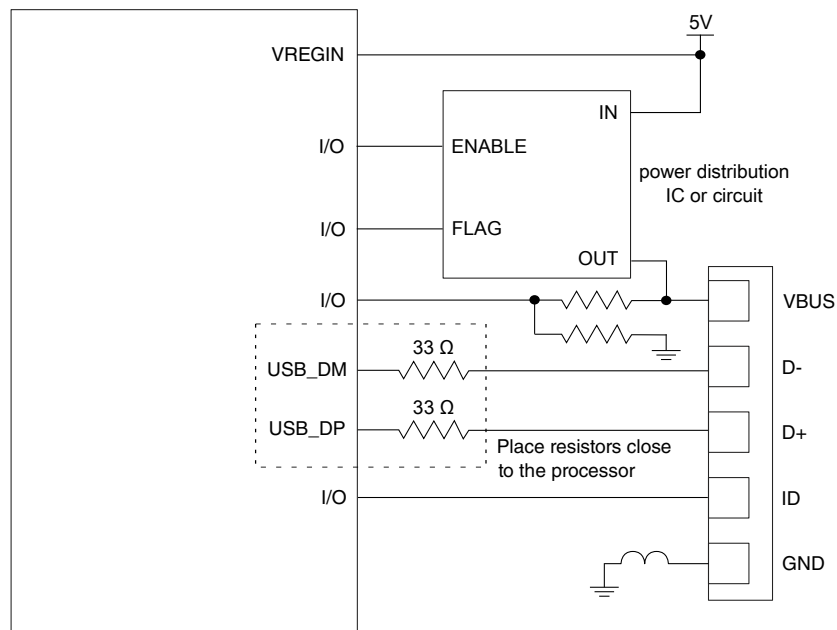 5V
VREGIN
IN
I/O
ENABLE
power distribution
IC or circuit
I/O
FLAG
OUT
I/O
VBUS
33 Ω
USB_DM
D-
33 Ω
USB_DP
D+
Place resistors close
to the processor
I/O
ID
GND